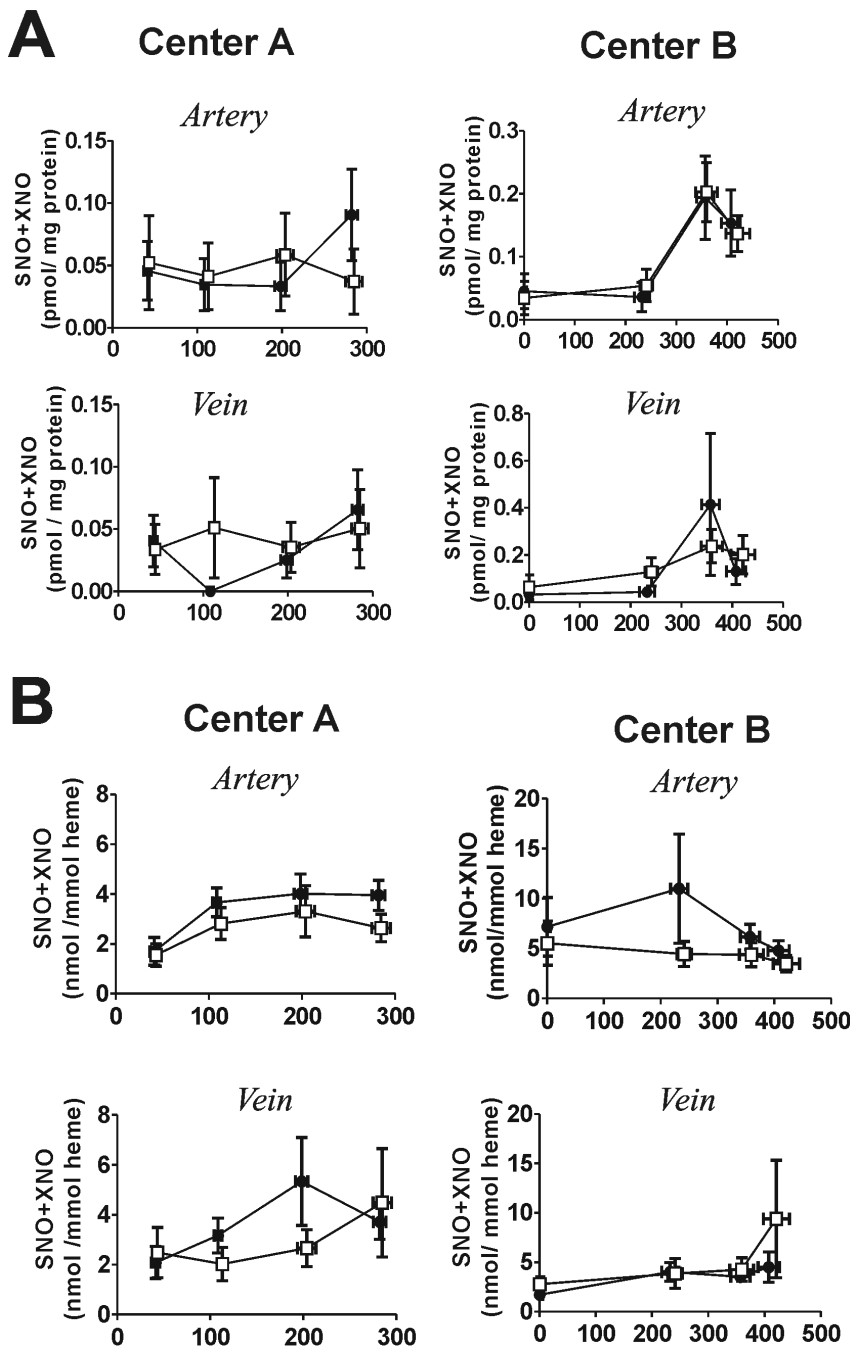 A
Center A
Center B
Artery
Artery
SNO+XNO
(pmol/ mg protein)
0.15
0.10
0.05
0.00
0 100 200 300
SNO+XNO
(pmol/ mg protein)
0.3
0.2
0.1
0.0
0 100 200 300 400 500
Vein
Vein
SNO+XNO
(pmol / mg protein)
0.15
0.10
0.05
0.00
0 100 200 300
SNO+XNO
(pmol/ mg protein)
0.8
0.6
0.4
0.2
0.0
0 100 200 300 400 500
B
Center A
Center B
Artery
Artery
SNO+XNO
(nmol /mmol heme)
8
6
4
2
0
0 100 200 300
SNO+XNO
(nmol/mmol heme)
20
15
10
5
0
0 100 200 300 400 500
Vein
Vein
SNO+XNO
(nmol /mmol heme)
8
6
4
2
0
0 100 200 300
SNO+XNO
(nmol/ mmol heme)
20
15
10
5
0
0 100 200 300 400 500